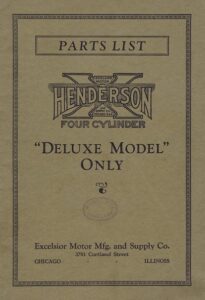 PARTS LIST
HENDERSON
FOUR CYLINDER
"DELUXE MODEL"
ONLY
Excelsior Motor Mfg. and Supply Co.
3701 Cortland Street
CHICAGO ILLINOIS